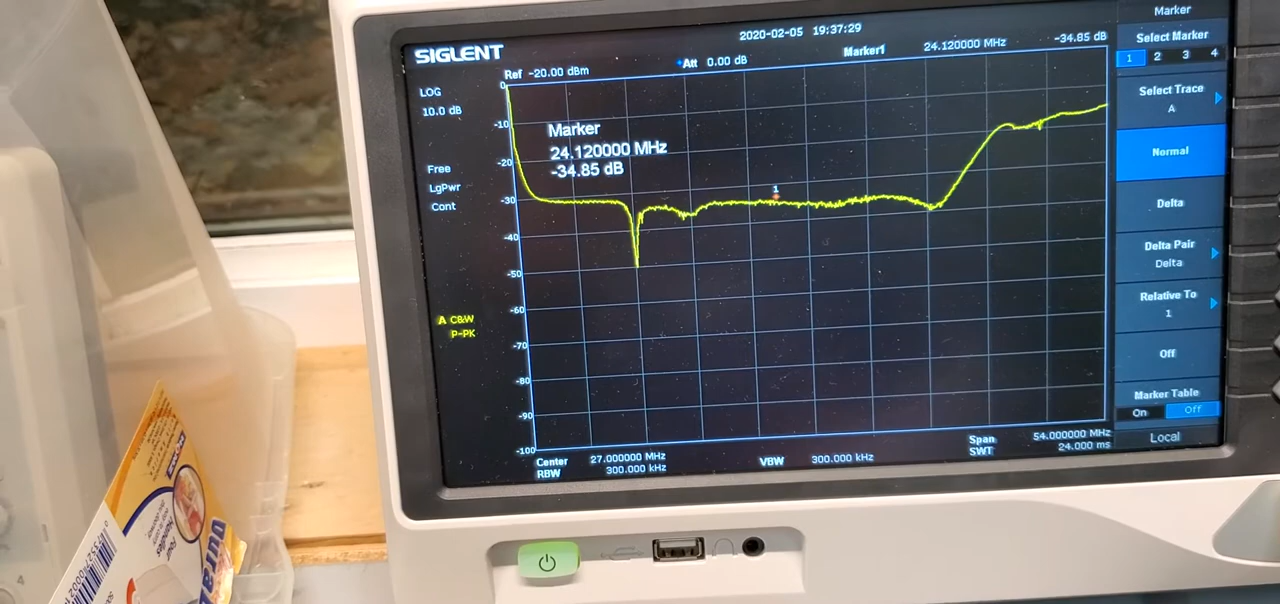 SIGLENT
2020-02-05 19:37:29
Marker
Ref -20.00 dBm
Att 0.00 dB
Marker1 24.120000 MHz -34.85 dB
LOG
10.0 dB
Free
LgPwr
Cont
A C&W
P-PK
0
-10
-20
-30
-40
-50
-60
-70
-80
-90
-100
Marker
24.120000 MHz
-34.85 dB
1
Center 27.000000 MHz
RBW 300.000 kHz
VBW 300.000 kHz
Span 54.000000 MHz
SWT 24.000 ms
Select Marker
1 2 3 4
Select Trace
A
Normal
Delta
Delta Pair
Delta
Relative To
1
Off
Marker Table
On Off
Local
4